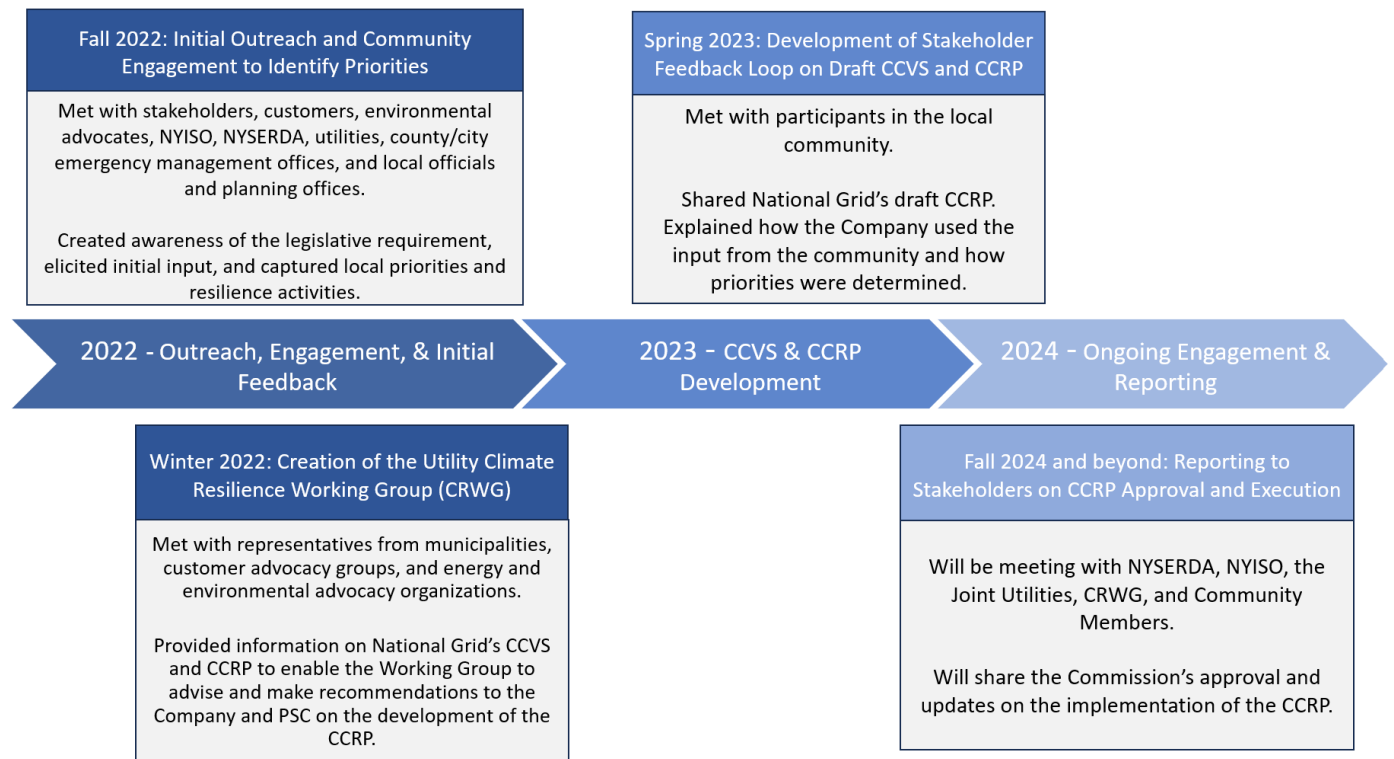 Fall 2022: Initial Outreach and Community
Engagement to Identify Priorities
Met with stakeholders, customers, environmental
advocates, NYISO, NYSERDA, utilities, county/city
emergency management offices, and local officials
and planning offices.
Created awareness of the legislative requirement,
elicited initial input, and captured local priorities and
resilience activities.
Spring 2023: Development of Stakeholder
Feedback Loop on Draft CCVS and CCRP
Met with participants in the local
community.
Shared National Grid’s draft CCRP.
Explained how the Company used the
input from the community and how
priorities were determined.
2022 - Outreach, Engagement, & Initial
Feedback
2023 - CCVS & CCRP
Development
2024 - Ongoing Engagement &
Reporting
Winter 2022: Creation of the Utility Climate
Resilience Working Group (CRWG)
Met with representatives from municipalities,
customer advocacy groups, and energy and
environmental advocacy organizations.
Provided information on National Grid’s CCVS
and CCRP to enable the Working Group to
advise and make recommendations to the
Company and PSC on the development of the
CCRP.
Fall 2024 and beyond: Reporting to
Stakeholders on CCRP Approval and Execution
Will be meeting with NYSERDA, NYISO, the
Joint Utilities, CRWG, and Community
Members.
Will share the Commission’s approval and
updates on the implementation of the CCRP.